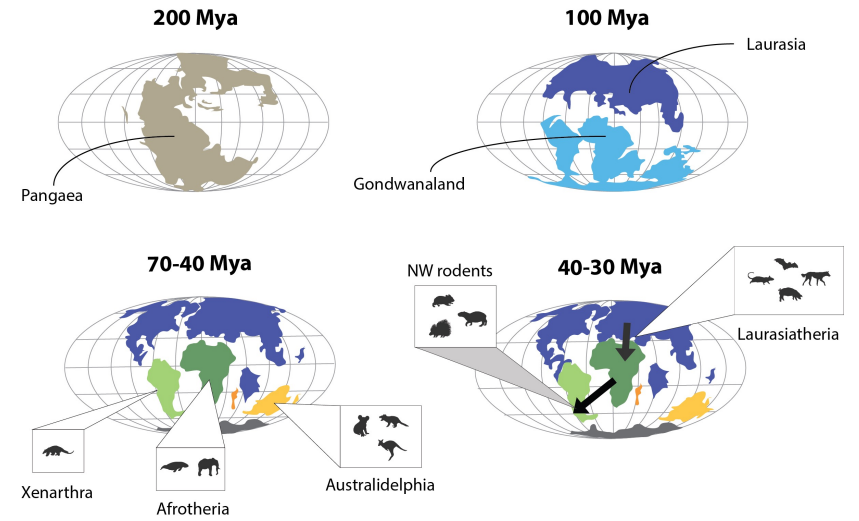 200 Mya
100 Mya
Laurasia
Pangaea
Gondwanaland
70-40 Mya
40-30 Mya
NW rodents
Laurasiatheria
Xenarthra
Afrotheria
Australidelphia